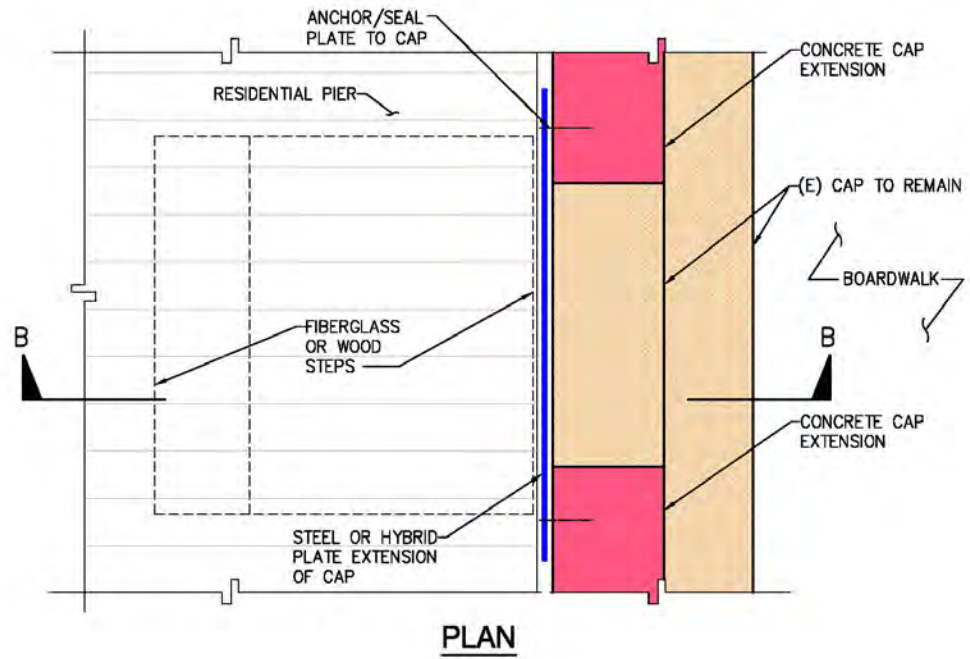 ANCHOR/SEAL
PLATE TO CAP
CONCRETE CAP
EXTENSION
RESIDENTIAL PIER
(E) CAP TO REMAIN
BOARDWALK
FIBERGLASS
OR WOOD
STEPS
B
B
CONCRETE CAP
EXTENSION
STEEL OR HYBRID
PLATE EXTENSION
OF CAP
PLAN